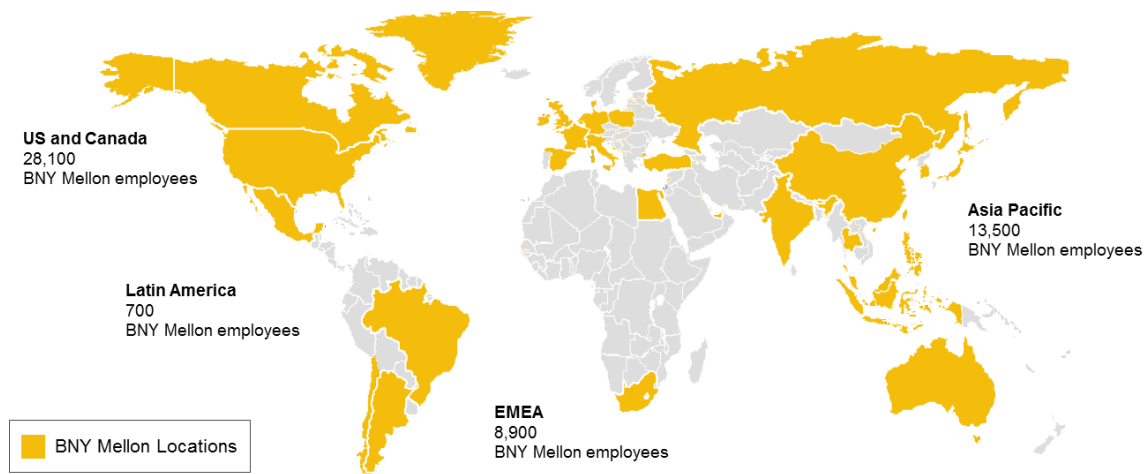 US and Canada
28,100
BNY Mellon employees
Asia Pacific
13,500
BNY Mellon employees
Latin America
700
BNY Mellon employees
EMEA
8,900
BNY Mellon employees
BNY Mellon Locations